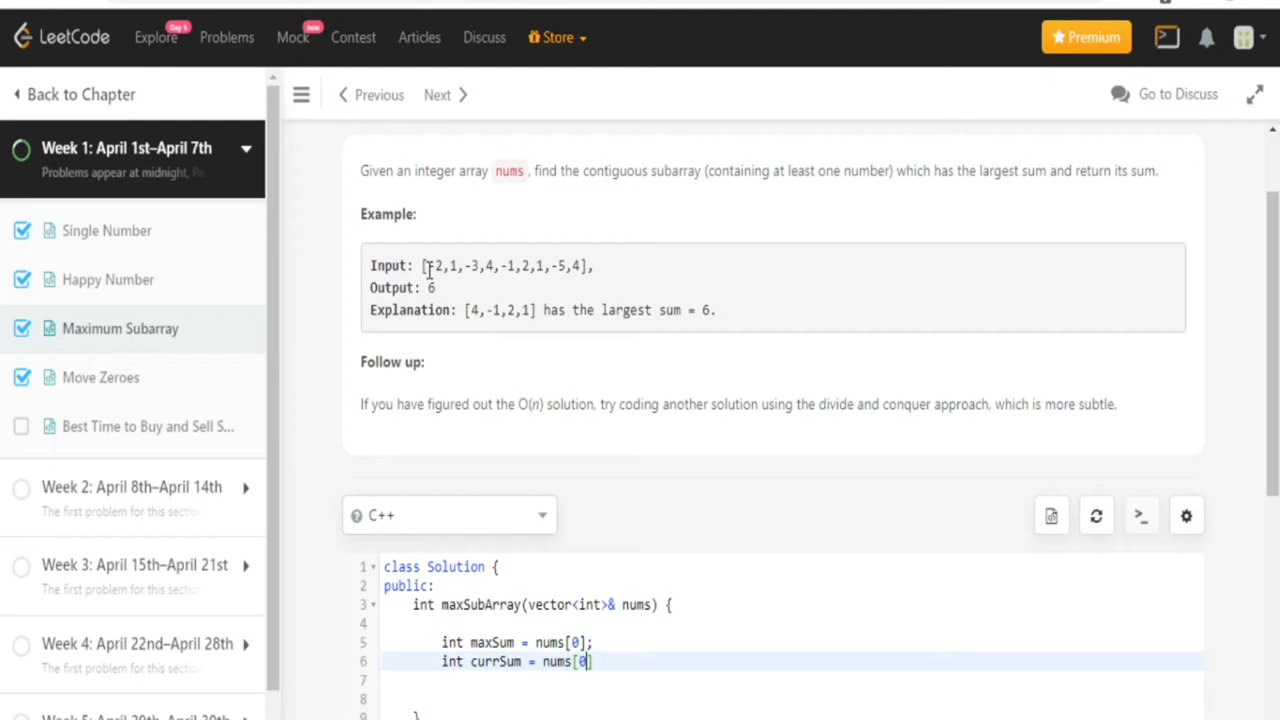 LeetCode
Explore Day 5
Problems
Mock new
Contest
Articles
Discuss
Store
Premium
Back to Chapter
Previous
Next
Go to Discuss
Week 1: April 1st–April 7th
Problems appear at midnight,
Single Number
Happy Number
Maximum Subarray
Move Zeroes
Best Time to Buy and Sell S...
Week 2: April 8th–April 14th
The first problem for this
Week 3: April 15th–April 21st
The first problem for this
Week 4: April 22nd–April 28th
The first problem for this
Given an integer array nums , find the contiguous subarray (containing at least one number) which has the largest sum and return its sum.
Example:
Input: [-2,1,-3,4,-1,2,1,-5,4],
Output: 6
Explanation: [4,-1,2,1] has the largest sum = 6.
Follow up:
If you have figured out the O(n) solution, try coding another solution using the divide and conquer approach, which is more subtle.
C++
1 class Solution {
2 public:
3 int maxSubArray(vector<int>& nums) {
4
5 int maxSum = nums[0];
6 int currSum = nums[0]
7
8
9 }